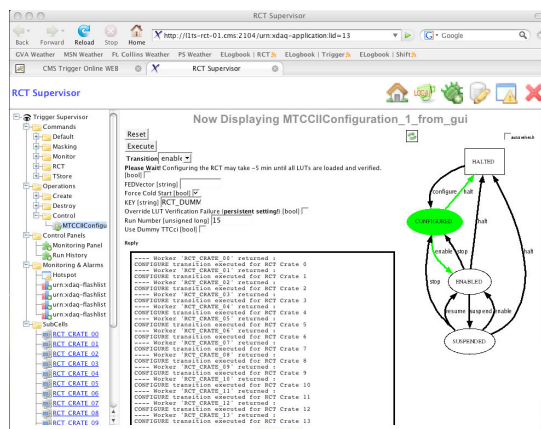 RCT Supervisor
Back Forward Reload Stop Home
http://l1ts-rct-01.cms:2104/urn:xdaq-application:lid=13
Google
GVA Weather MSN Weather Ft. Collins Weather PS Weather ELogbook | RCT ELogbook | Trigger ELogbook | Shift
CMS Trigger Online WEB
RCT Supervisor
RCT Supervisor
Trigger Supervisor
Commands
Default
Masking
Monitor
RCT
TStore
Operations
Create
Destroy
Control
MTCCIIConfigu
Control Panels
Monitoring Panel
Run History
Monitoring & Alarms
Hotspot
urn:xdaq-flashlist
urn:xdaq-flashlist
urn:xdaq-flashlist
urn:xdaq-flashlist
SubCells
RCT_CRATE_00
RCT_CRATE_01
RCT_CRATE_02
RCT_CRATE_03
RCT_CRATE_04
RCT_CRATE_05
RCT_CRATE_06
RCT_CRATE_07
RCT_CRATE_08
RCT_CRATE_09
Now Displaying MTCCIIConfiguration_1_from_gui
Reset
Execute
Transition enable
Please Wait! Configuring the RCT may take ~5 min until all LUTs are loaded and verified.
[bool]
FEDVector [string]
Force Cold Start [bool]
KEY [string] RCT_DUMM
Override LUT Verification Failure (persistent setting!) [bool]
Run Number [unsigned long] 15
Use Dummy TTCci [bool]
Reply
---- Worker 'RCT_CRATE_00' returned :
CONFIGURE transition executed for RCT Crate 0
---- Worker 'RCT_CRATE_01' returned :
CONFIGURE transition executed for RCT Crate 1
---- Worker 'RCT_CRATE_02' returned :
CONFIGURE transition executed for RCT Crate 2
---- Worker 'RCT_CRATE_03' returned :
CONFIGURE transition executed for RCT Crate 3
---- Worker 'RCT_CRATE_04' returned :
CONFIGURE transition executed for RCT Crate 4
---- Worker 'RCT_CRATE_05' returned :
CONFIGURE transition executed for RCT Crate 5
---- Worker 'RCT_CRATE_06' returned :
CONFIGURE transition executed for RCT Crate 6
---- Worker 'RCT_CRATE_07' returned :
CONFIGURE transition executed for RCT Crate 7
---- Worker 'RCT_CRATE_08' returned :
CONFIGURE transition executed for RCT Crate 8
---- Worker 'RCT_CRATE_09' returned :
CONFIGURE transition executed for RCT Crate 9
---- Worker 'RCT_CRATE_10' returned :
CONFIGURE transition executed for RCT Crate 10
---- Worker 'RCT_CRATE_11' returned :
CONFIGURE transition executed for RCT Crate 11
---- Worker 'RCT_CRATE_12' returned :
CONFIGURE transition executed for RCT Crate 12
---- Worker 'RCT_CRATE_13' returned :
CONFIGURE transition executed for RCT Crate 13
HALTED
configure halt
CONFIGURED
halt
enable stop
halt
stop
ENABLED
resume suspend enable
SUSPENDED